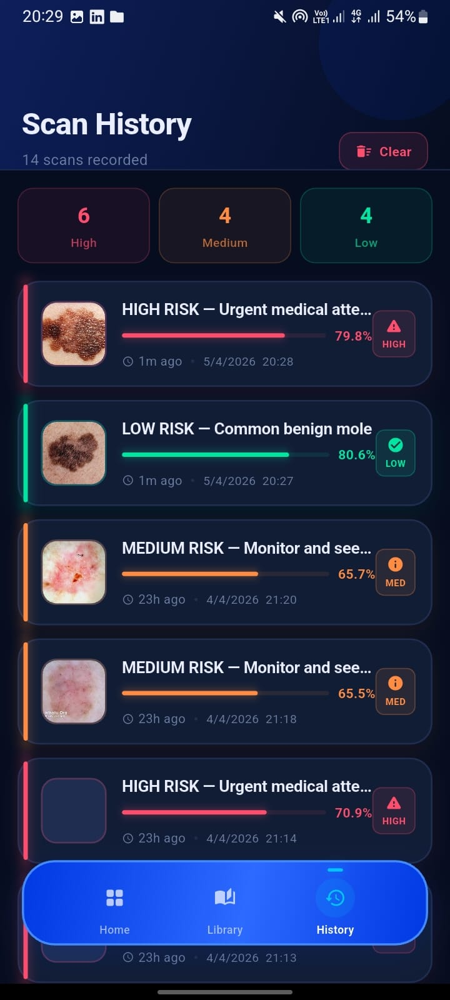 20:29 Vo)) LTE1 4G 54%
Scan History
14 scans recorded
Clear
6 4 4
High Medium Low
HIGH RISK — Urgent medical atte...
79.8%
HIGH
1m ago • 5/4/2026 20:28
LOW RISK — Common benign mole
80.6%
LOW
1m ago • 5/4/2026 20:27
MEDIUM RISK — Monitor and see...
65.7%
MED
23h ago • 4/4/2026 21:20
MEDIUM RISK — Monitor and see...
65.5%
MED
23h ago • 4/4/2026 21:18
HIGH RISK — Urgent medical atte...
70.9%
HIGH
23h ago • 4/4/2026 21:14
Home Library History
23h ago • 4/4/2026 21:13